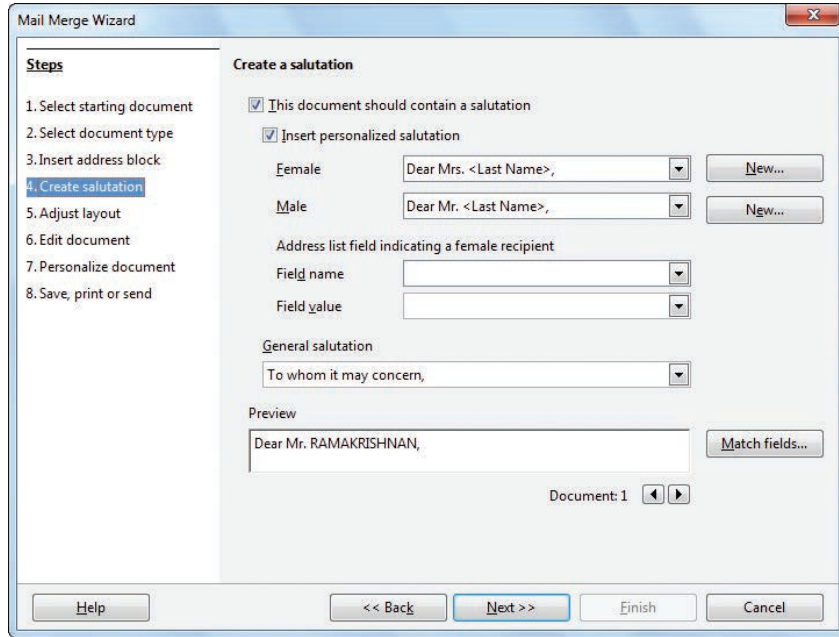 Mail Merge Wizard
Steps
1. Select starting document
2. Select document type
3. Insert address block
4. Create salutation
5. Adjust layout
6. Edit document
7. Personalize document
8. Save, print or send
Create a salutation
This document should contain a salutation
Insert personalized salutation
Female Dear Mrs. <Last Name>, New...
Male Dear Mr. <Last Name>, New...
Address list field indicating a female recipient
Field name
Field value
General salutation
To whom it may concern,
Preview
Dear Mr. RAMAKRISHNAN,
Match fields...
Document: 1
Help << Back Next >> Finish Cancel